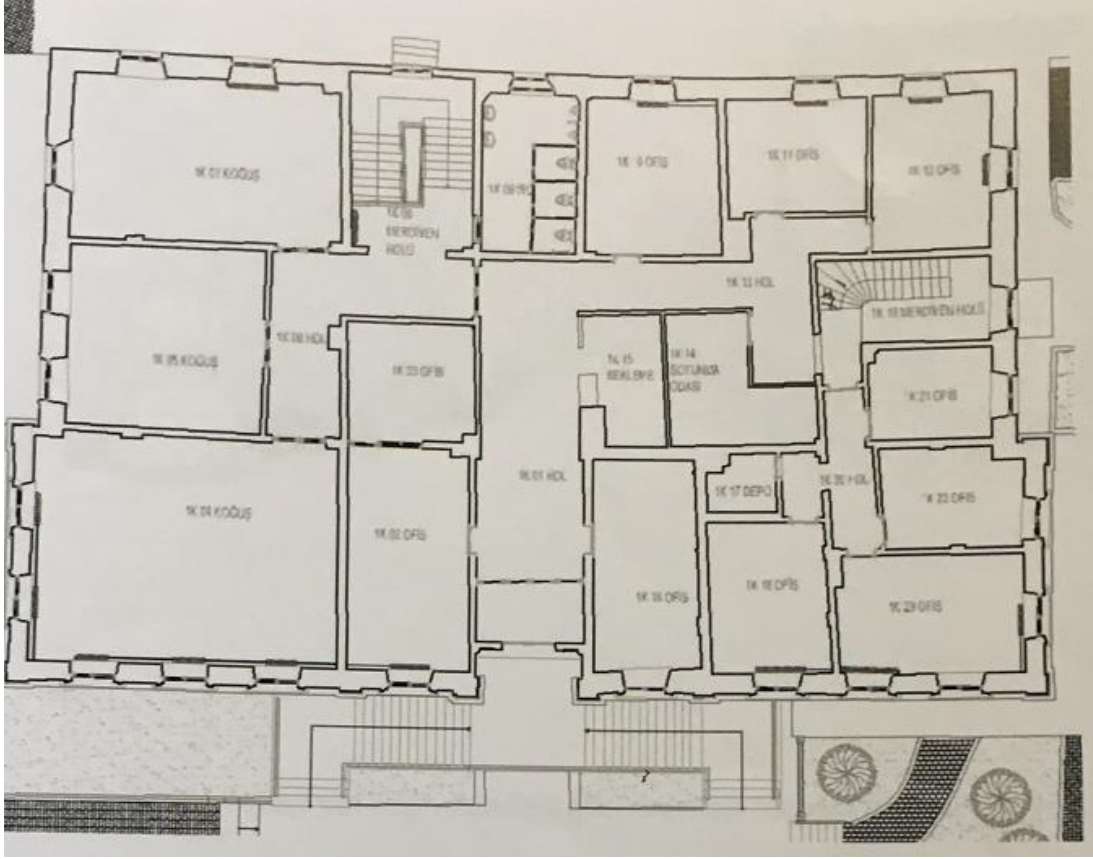 1K 07 KOĞUŞ
1K 06
MERDİVEN
HOLÜ
1K 09 WC
1K 10 OFİS
1K 11 OFİS
1K 12 OFİS
1K 13 HOL
1K 19 MERDİVEN HOLÜ
1K 05 KOĞUŞ
1K 08 HOL
1K 03 OFİS
1K 15
BEKLEME
1K 14
SOYUNMA
ODASI
1K 21 OFİS
1K 04 KOĞUŞ
1K 02 OFİS
1K 01 HOL
1K 17 DEPO
1K 20 HOL
1K 22 OFİS
1K 16 OFİS
1K 18 OFİS
1K 23 OFİS